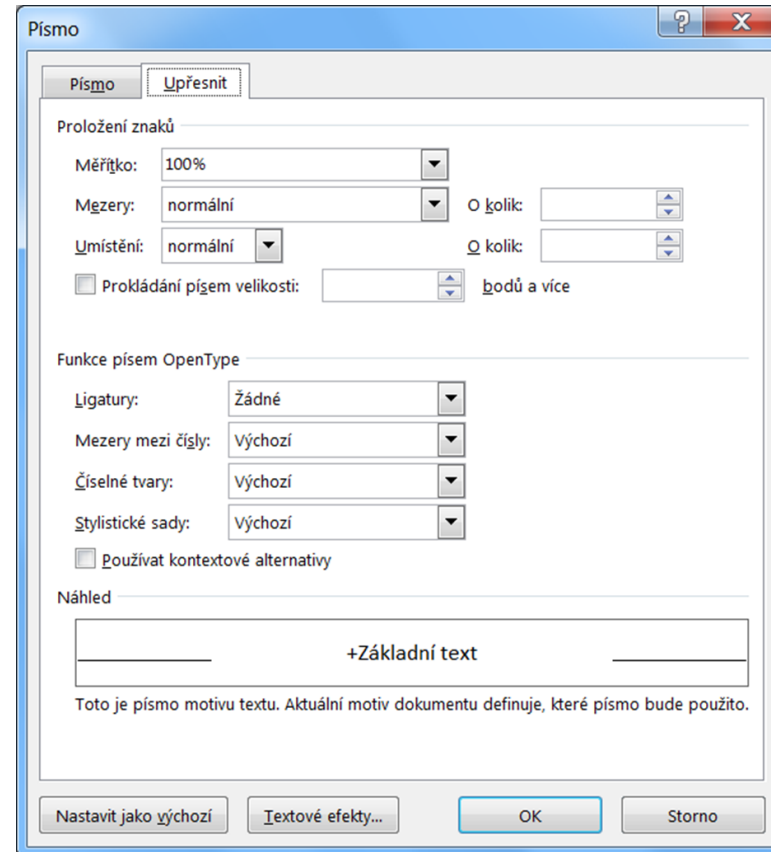 Písmo
Písmo Upřesnit
Proložení znaků
Měřítko: 100%
Mezery: normální O kolik:
Umístění: normální O kolik:
Prokládání písem velikosti: bodů a více
Funkce písem OpenType
Ligatury: Žádné
Mezery mezi čísly: Výchozí
Číselné tvary: Výchozí
Stylistické sady: Výchozí
Používat kontextové alternativy
Náhled
+Základní text
Toto je písmo motivu textu. Aktuální motiv dokumentu definuje, které písmo bude použito.
Nastavit jako výchozí Textové efekty... OK Storno